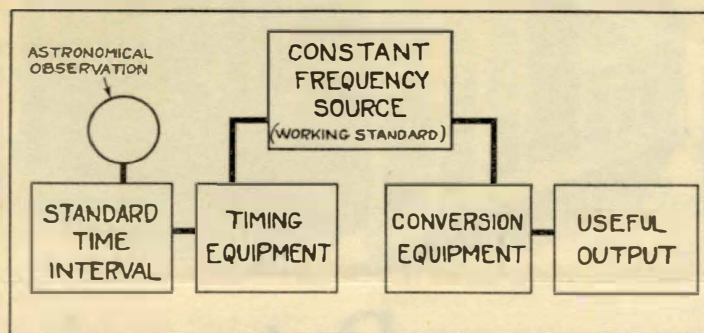 ASTRONOMICAL
OBSERVATION
CONSTANT
FREQUENCY
SOURCE
(WORKING STANDARD)
STANDARD
TIME
INTERVAL
TIMING
EQUIPMENT
CONVERSION
EQUIPMENT
USEFUL
OUTPUT